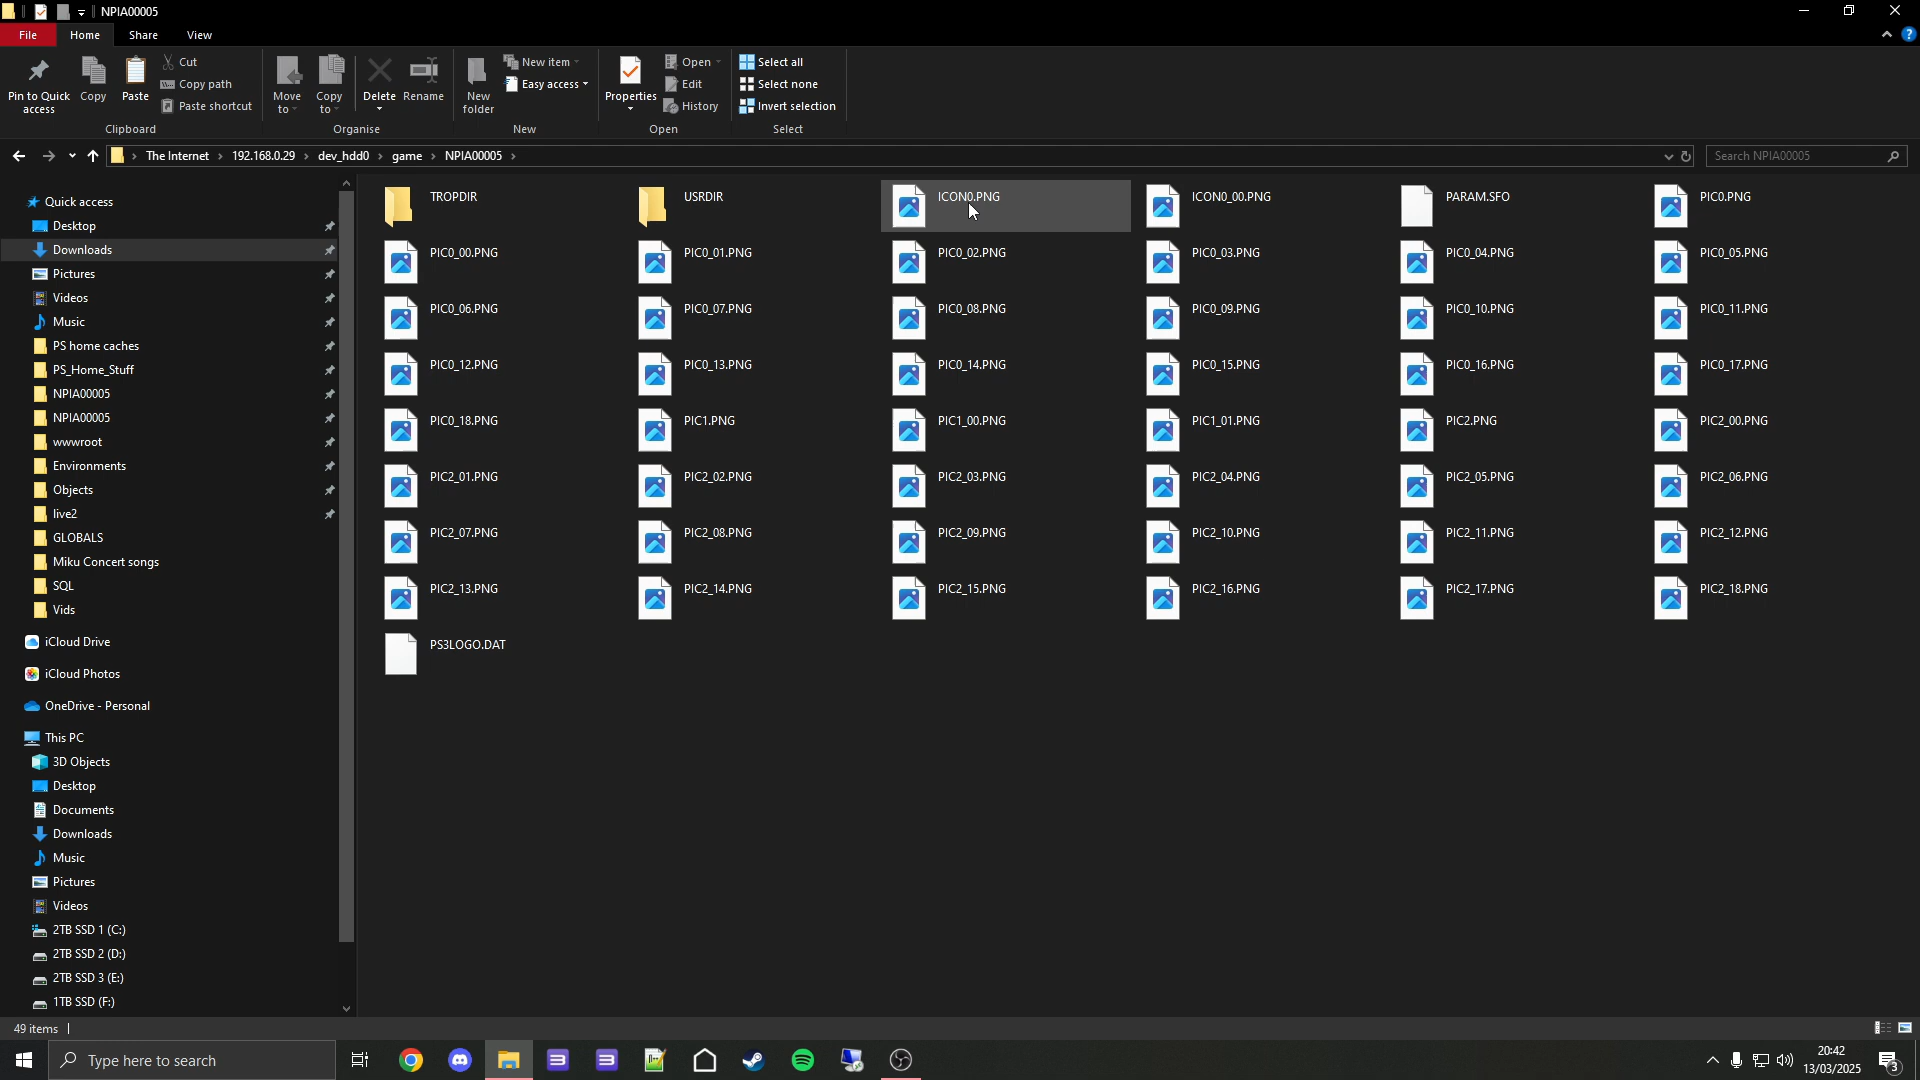 NPIA00005
File Home Share View
Pin to Quick access
Copy
Paste
Cut
Copy path
Paste shortcut
Clipboard
Move to
Copy to
Delete
Rename
Organise
New folder
New item
Easy access
New
Properties
Open
Edit
History
Open
Select all
Select none
Invert selection
Select
The Internet › 192.168.0.29 › dev_hdd0 › game › NPIA00005 ›
Search NPIA00005
Quick access
Desktop
Downloads
Pictures
Videos
Music
PS home caches
PS_Home_Stuff
NPIA00005
NPIA00005
wwwroot
Environments
Objects
live2
GLOBALS
Miku Concert songs
SQL
Vids
iCloud Drive
iCloud Photos
OneDrive - Personal
This PC
3D Objects
Desktop
Documents
Downloads
Music
Pictures
Videos
2TB SSD 1 (C:)
2TB SSD 2 (D:)
2TB SSD 3 (E:)
1TB SSD (F:)
TROPDIR USRDIR ICON0.PNG ICON0_00.PNG PARAM.SFO PIC0.PNG
PIC0_00.PNG PIC0_01.PNG PIC0_02.PNG PIC0_03.PNG PIC0_04.PNG PIC0_05.PNG
PIC0_06.PNG PIC0_07.PNG PIC0_08.PNG PIC0_09.PNG PIC0_10.PNG PIC0_11.PNG
PIC0_12.PNG PIC0_13.PNG PIC0_14.PNG PIC0_15.PNG PIC0_16.PNG PIC0_17.PNG
PIC0_18.PNG PIC1.PNG PIC1_00.PNG PIC1_01.PNG PIC2.PNG PIC2_00.PNG
PIC2_01.PNG PIC2_02.PNG PIC2_03.PNG PIC2_04.PNG PIC2_05.PNG PIC2_06.PNG
PIC2_07.PNG PIC2_08.PNG PIC2_09.PNG PIC2_10.PNG PIC2_11.PNG PIC2_12.PNG
PIC2_13.PNG PIC2_14.PNG PIC2_15.PNG PIC2_16.PNG PIC2_17.PNG PIC2_18.PNG
PS3LOGO.DAT
49 items
Type here to search
20:42
13/03/2025
3